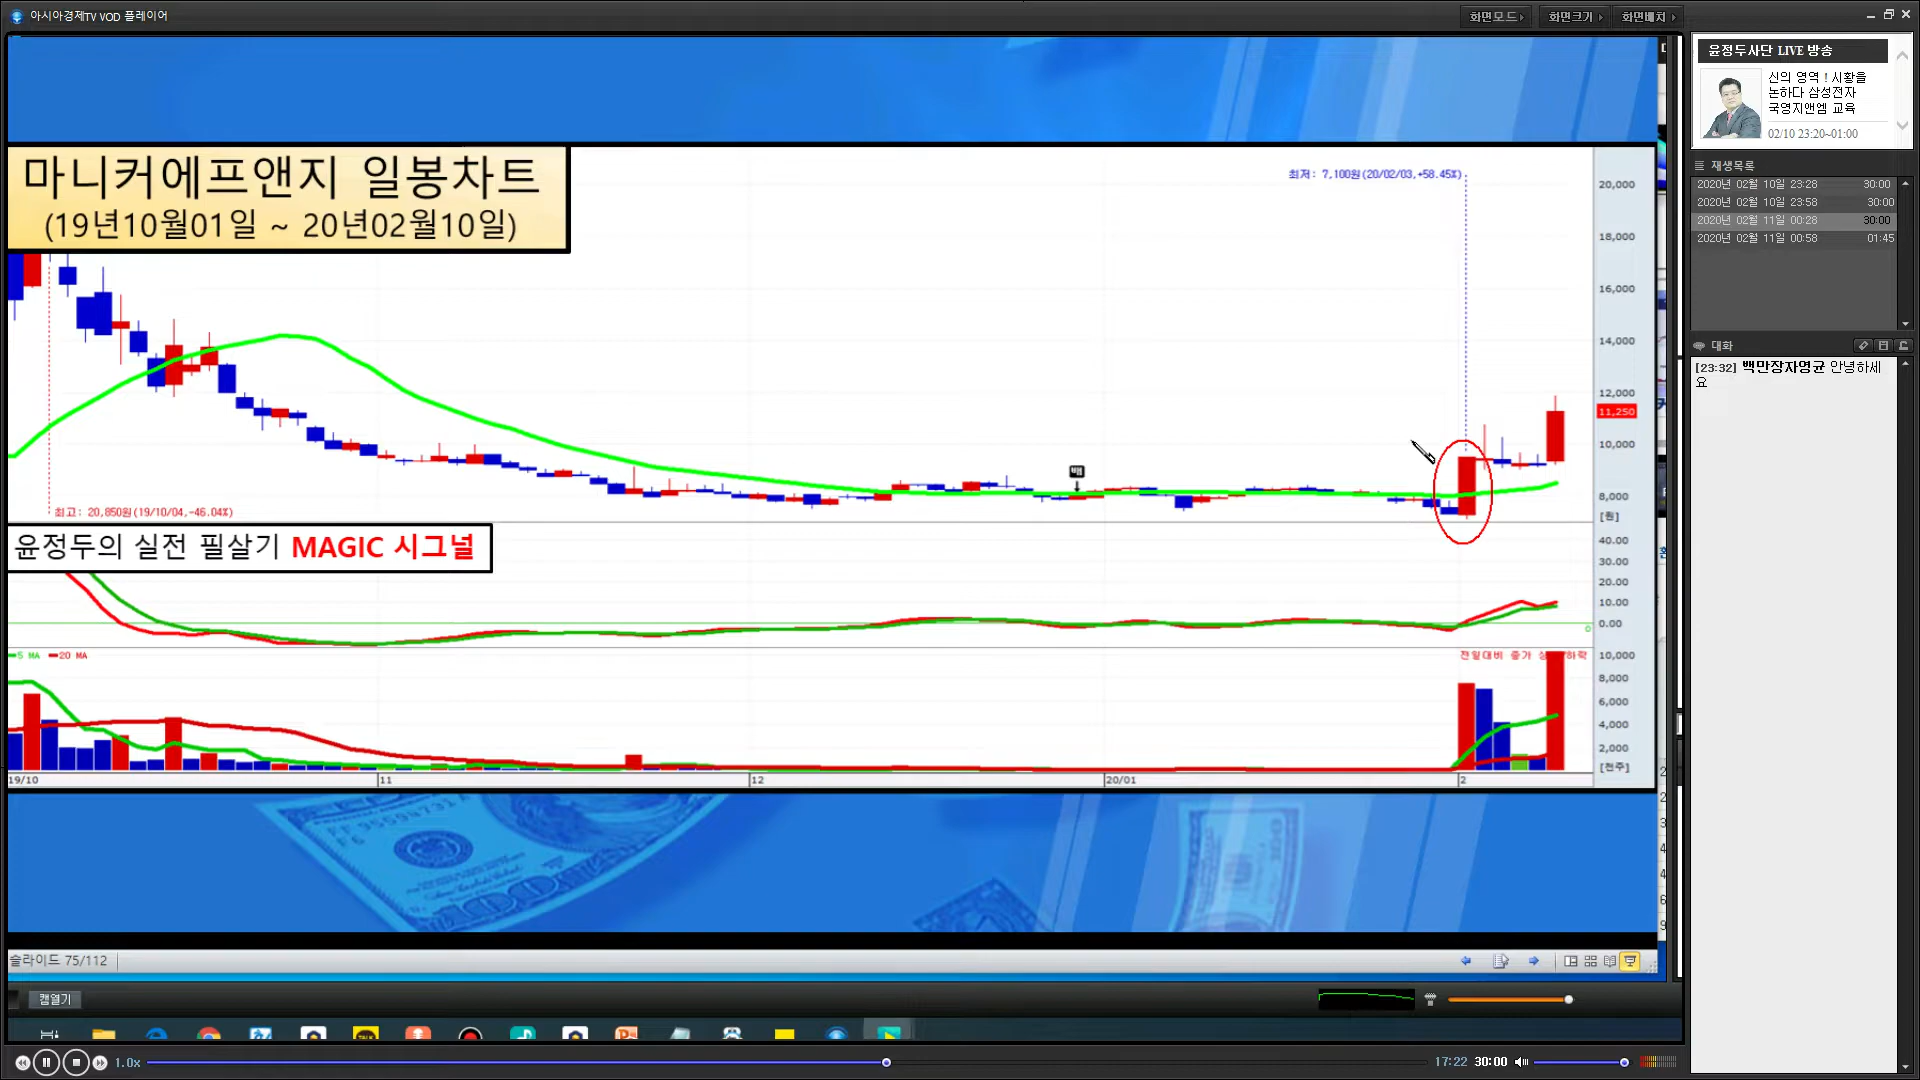 아시아경제TV VOD 플레이어
화면모드
화면크기
화면배치
윤정두사단 LIVE 방송
신의 영역 ! 시황을
논하다 삼성전자
국영지앤엠 교육
02/10 23:20~01:00
재생목록
2020년 02월 10일 23:28 30:00
2020년 02월 10일 23:58 30:00
2020년 02월 11일 00:28 30:00
2020년 02월 11일 00:58 01:45
대화
[23:32] 백만장자영균 안녕하세
요
마니커에프앤지 일봉차트
(19년10월01일 ~ 20년02월10일)
최저: 7,100원(20/02/03,+58.45%)
20,000
18,000
16,000
14,000
12,000
11,250
10,000
8,000
[원]
배
최고: 20,850원(19/10/04,-46.04%)
윤정두의 실전 필살기 MAGIC 시그널
40.00
30.00
20.00
10.00
0.00
0
5 MA 20 MA
전일대비 증가 하락
10,000
8,000
6,000
4,000
2,000
[천주]
19/10 11 12 20/01 2
슬라이드 75/112
캠열기
1.0x
17:22 30:00